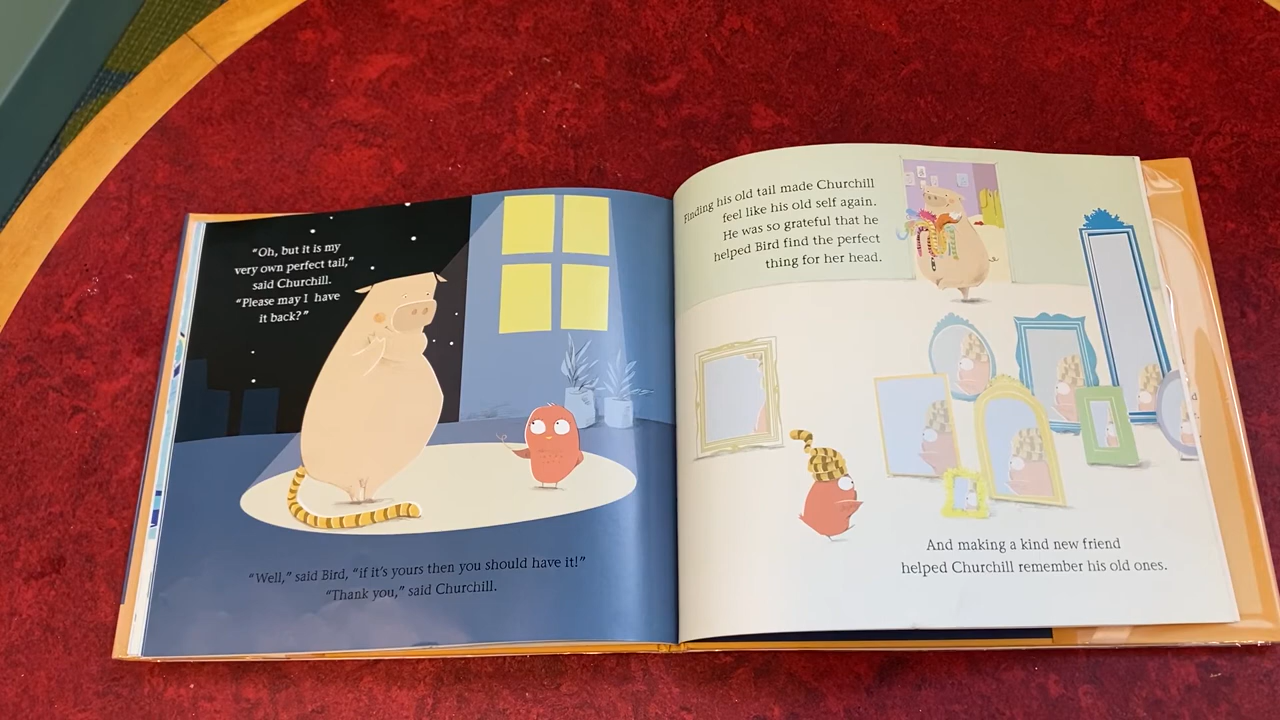 “Oh, but it is my
very own perfect tail,”
said Churchill.
“Please may I have
it back?”
“Well,” said Bird, “if it’s yours then you should have it!”
“Thank you,” said Churchill.
Finding his old tail made Churchill
feel like his old self again.
He was so grateful that he
helped Bird find the perfect
thing for her head.
And making a kind new friend
helped Churchill remember his old ones.